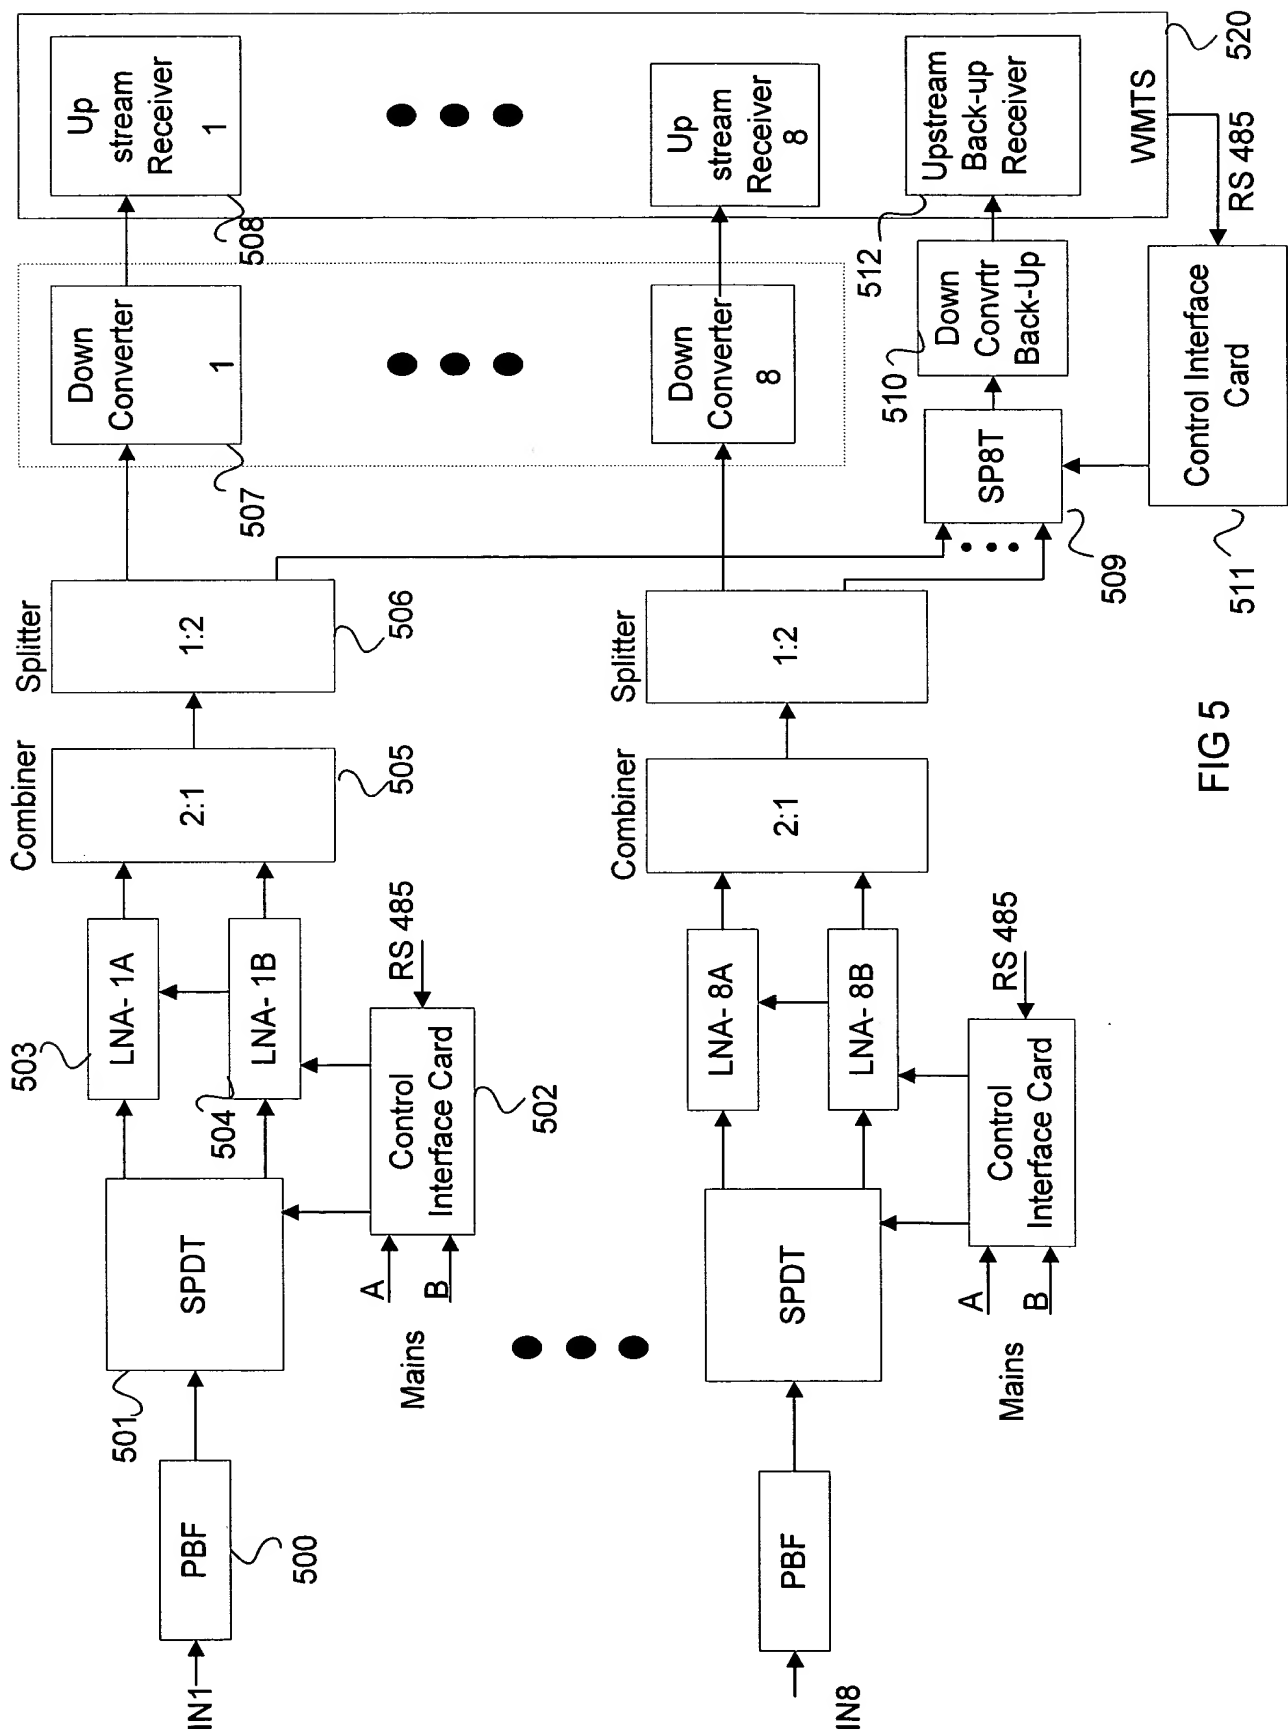 IN1
PBF
500
501
SPDT
503
LNA- 1A
504
LNA- 1B
Control
Interface Card
502
RS 485
A
B
Mains
Combiner
2:1
505
Splitter
1:2
506
Down
Converter
1
507
Up
stream
Receiver
1
508
IN8
PBF
SPDT
LNA- 8A
LNA- 8B
Control
Interface Card
RS 485
A
B
Mains
Combiner
2:1
Splitter
1:2
Down
Converter
8
Up
stream
Receiver
8
SP8T
509
510
Down
Convrtr
Back-Up
512
Upstream
Back-up
Receiver
WMTS
520
RS 485
Control Interface
Card
511
FIG 5